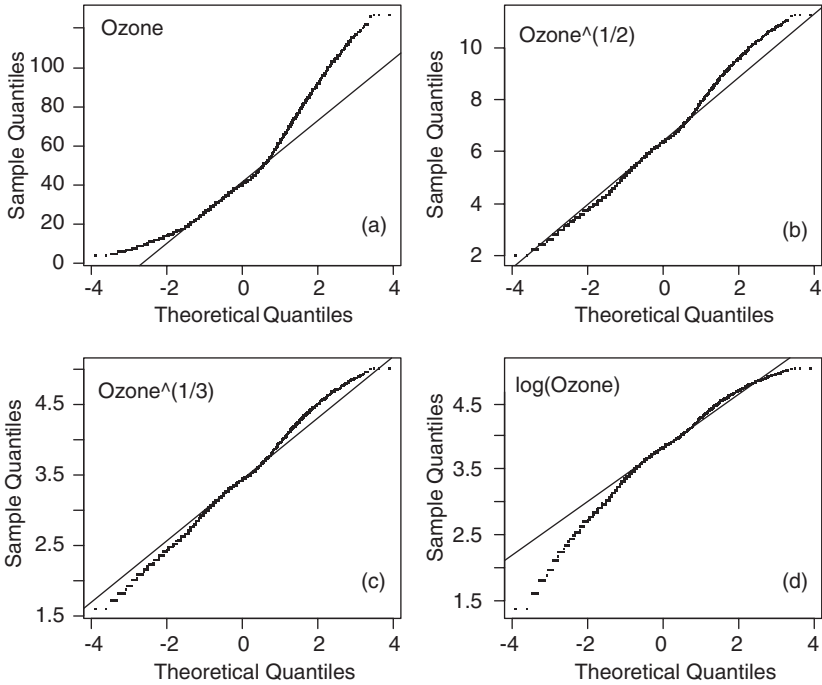 Ozone
Sample Quantiles
100
80
60
40
20
0
(a)
-4 -2 0 2 4
Theoretical Quantiles
Ozone^(1/2)
Sample Quantiles
10
8
6
4
2
(b)
-4 -2 0 2 4
Theoretical Quantiles
Ozone^(1/3)
Sample Quantiles
4.5
3.5
2.5
1.5
(c)
-4 -2 0 2 4
Theoretical Quantiles
log(Ozone)
Sample Quantiles
4.5
3.5
2.5
1.5
(d)
-4 -2 0 2 4
Theoretical Quantiles